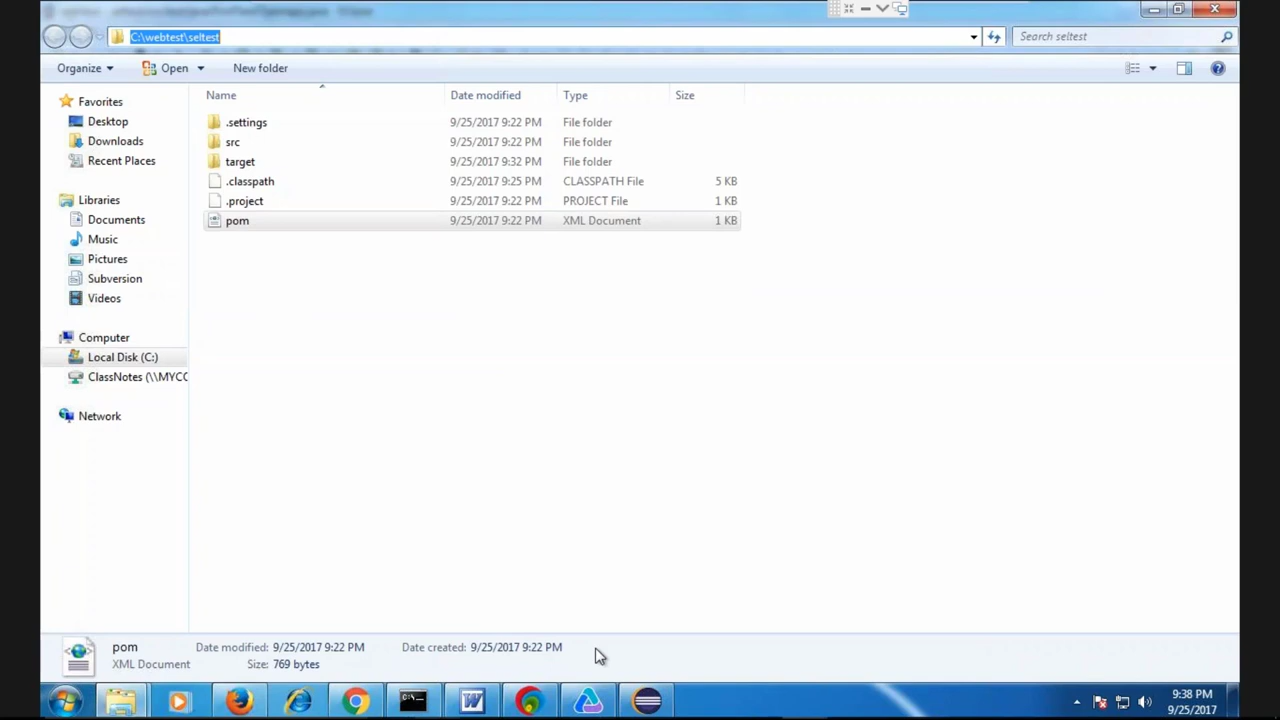 C:\webtest\seltest
Search seltest
Organize
Open
New folder
Name
Date modified
Type
Size
Favorites
Desktop
Downloads
Recent Places
Libraries
Documents
Music
Pictures
Subversion
Videos
Computer
Local Disk (C:)
ClassNotes (\\MYCC
Network
.settings 9/25/2017 9:22 PM File folder
src 9/25/2017 9:22 PM File folder
target 9/25/2017 9:32 PM File folder
.classpath 9/25/2017 9:25 PM CLASSPATH File 5 KB
.project 9/25/2017 9:22 PM PROJECT File 1 KB
pom 9/25/2017 9:22 PM XML Document 1 KB
pom Date modified: 9/25/2017 9:22 PM Date created: 9/25/2017 9:22 PM
XML Document Size: 769 bytes
9:38 PM
9/25/2017